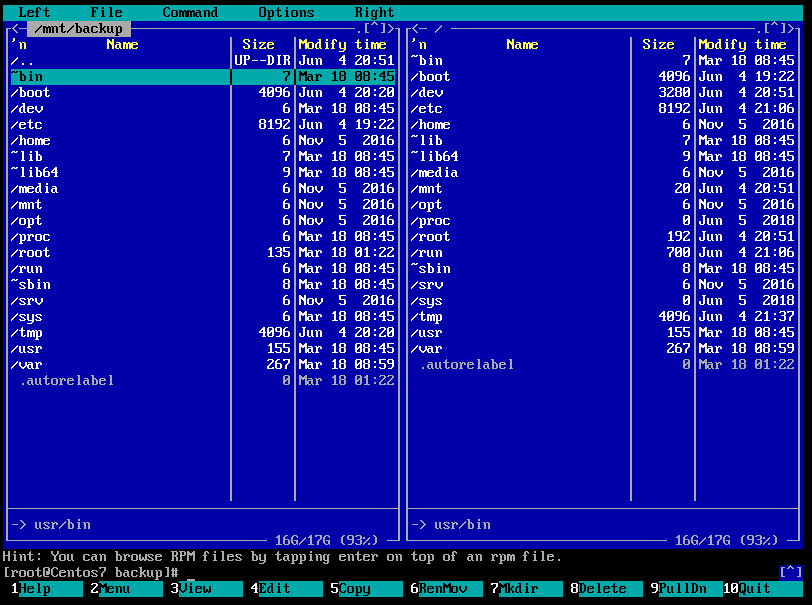 Left     File     Command     Options     Right
<─ /mnt/backup ─.[^]> <─ / ─.[^]>
'n Name Size Modify time 'n Name Size Modify time
/.. UP--DIR Jun  4 20:51 ~bin 7 Mar 18 08:45
~bin 7 Mar 18 08:45 /boot 4096 Jun  4 19:22
/boot 4096 Jun  4 20:20 /dev 3280 Jun  4 20:51
/dev 6 Mar 18 08:45 /etc 8192 Jun  4 21:06
/etc 8192 Jun  4 19:22 /home 6 Nov  5  2016
/home 6 Nov  5  2016 ~lib 7 Mar 18 08:45
~lib 7 Mar 18 08:45 ~lib64 9 Mar 18 08:45
~lib64 9 Mar 18 08:45 /media 6 Nov  5  2016
/media 6 Nov  5  2016 /mnt 20 Jun  4 20:51
/mnt 6 Nov  5  2016 /opt 6 Nov  5  2016
/opt 6 Nov  5  2016 /proc 0 Jun  5  2018
/proc 6 Mar 18 08:45 /root 192 Jun  4 20:51
/root 135 Mar 18 01:22 /run 700 Jun  4 21:06
/run 6 Mar 18 08:45 ~sbin 8 Mar 18 08:45
~sbin 8 Mar 18 08:45 /srv 6 Nov  5  2016
/srv 6 Nov  5  2016 /sys 0 Jun  5  2018
/sys 6 Mar 18 08:45 /tmp 4096 Jun  4 21:37
/tmp 4096 Jun  4 20:20 /usr 155 Mar 18 08:45
/usr 155 Mar 18 08:45 /var 267 Mar 18 08:59
/var 267 Mar 18 08:59 .autorelabel 0 Mar 18 01:22
.autorelabel 0 Mar 18 01:22
-> usr/bin -> usr/bin
16G/17G (93%) 16G/17G (93%)
Hint: You can browse RPM files by tapping enter on top of an rpm file.
[root@Centos7 backup]# _ [^]
1Help 2Menu 3View 4Edit 5Copy 6RenMov 7Mkdir 8Delete 9PullDn 10Quit